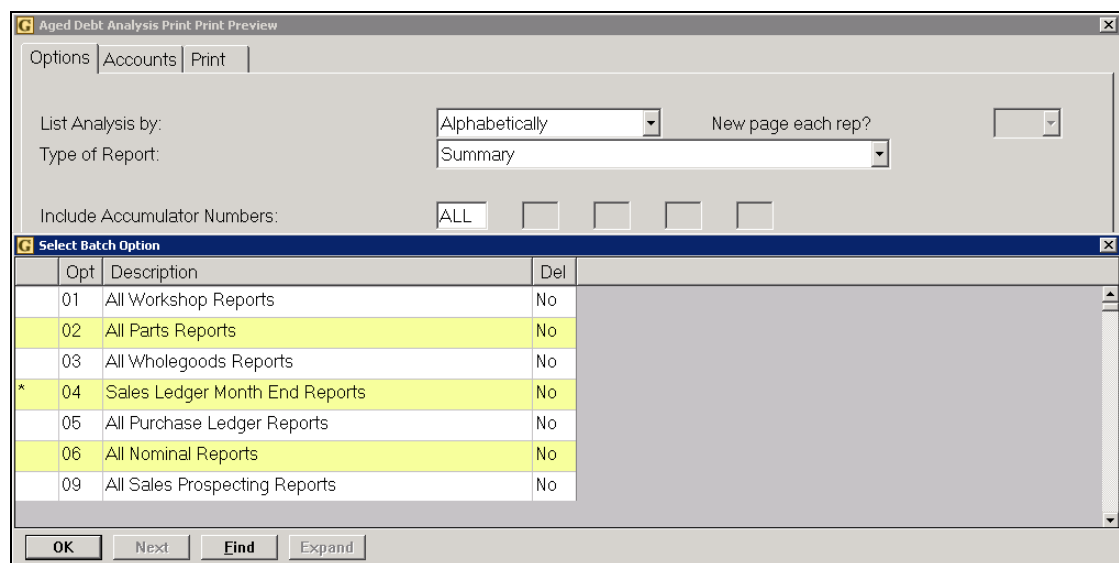 G Aged Debt Analysis Print Print Preview
Options Accounts Print
List Analysis by: Alphabetically New page each rep?
Type of Report: Summary
Include Accumulator Numbers: ALL
G Select Batch Option
Opt Description Del
01 All Workshop Reports No
02 All Parts Reports No
03 All Wholegoods Reports No
* 04 Sales Ledger Month End Reports No
05 All Purchase Ledger Reports No
06 All Nominal Reports No
09 All Sales Prospecting Reports No
OK Next Find Expand